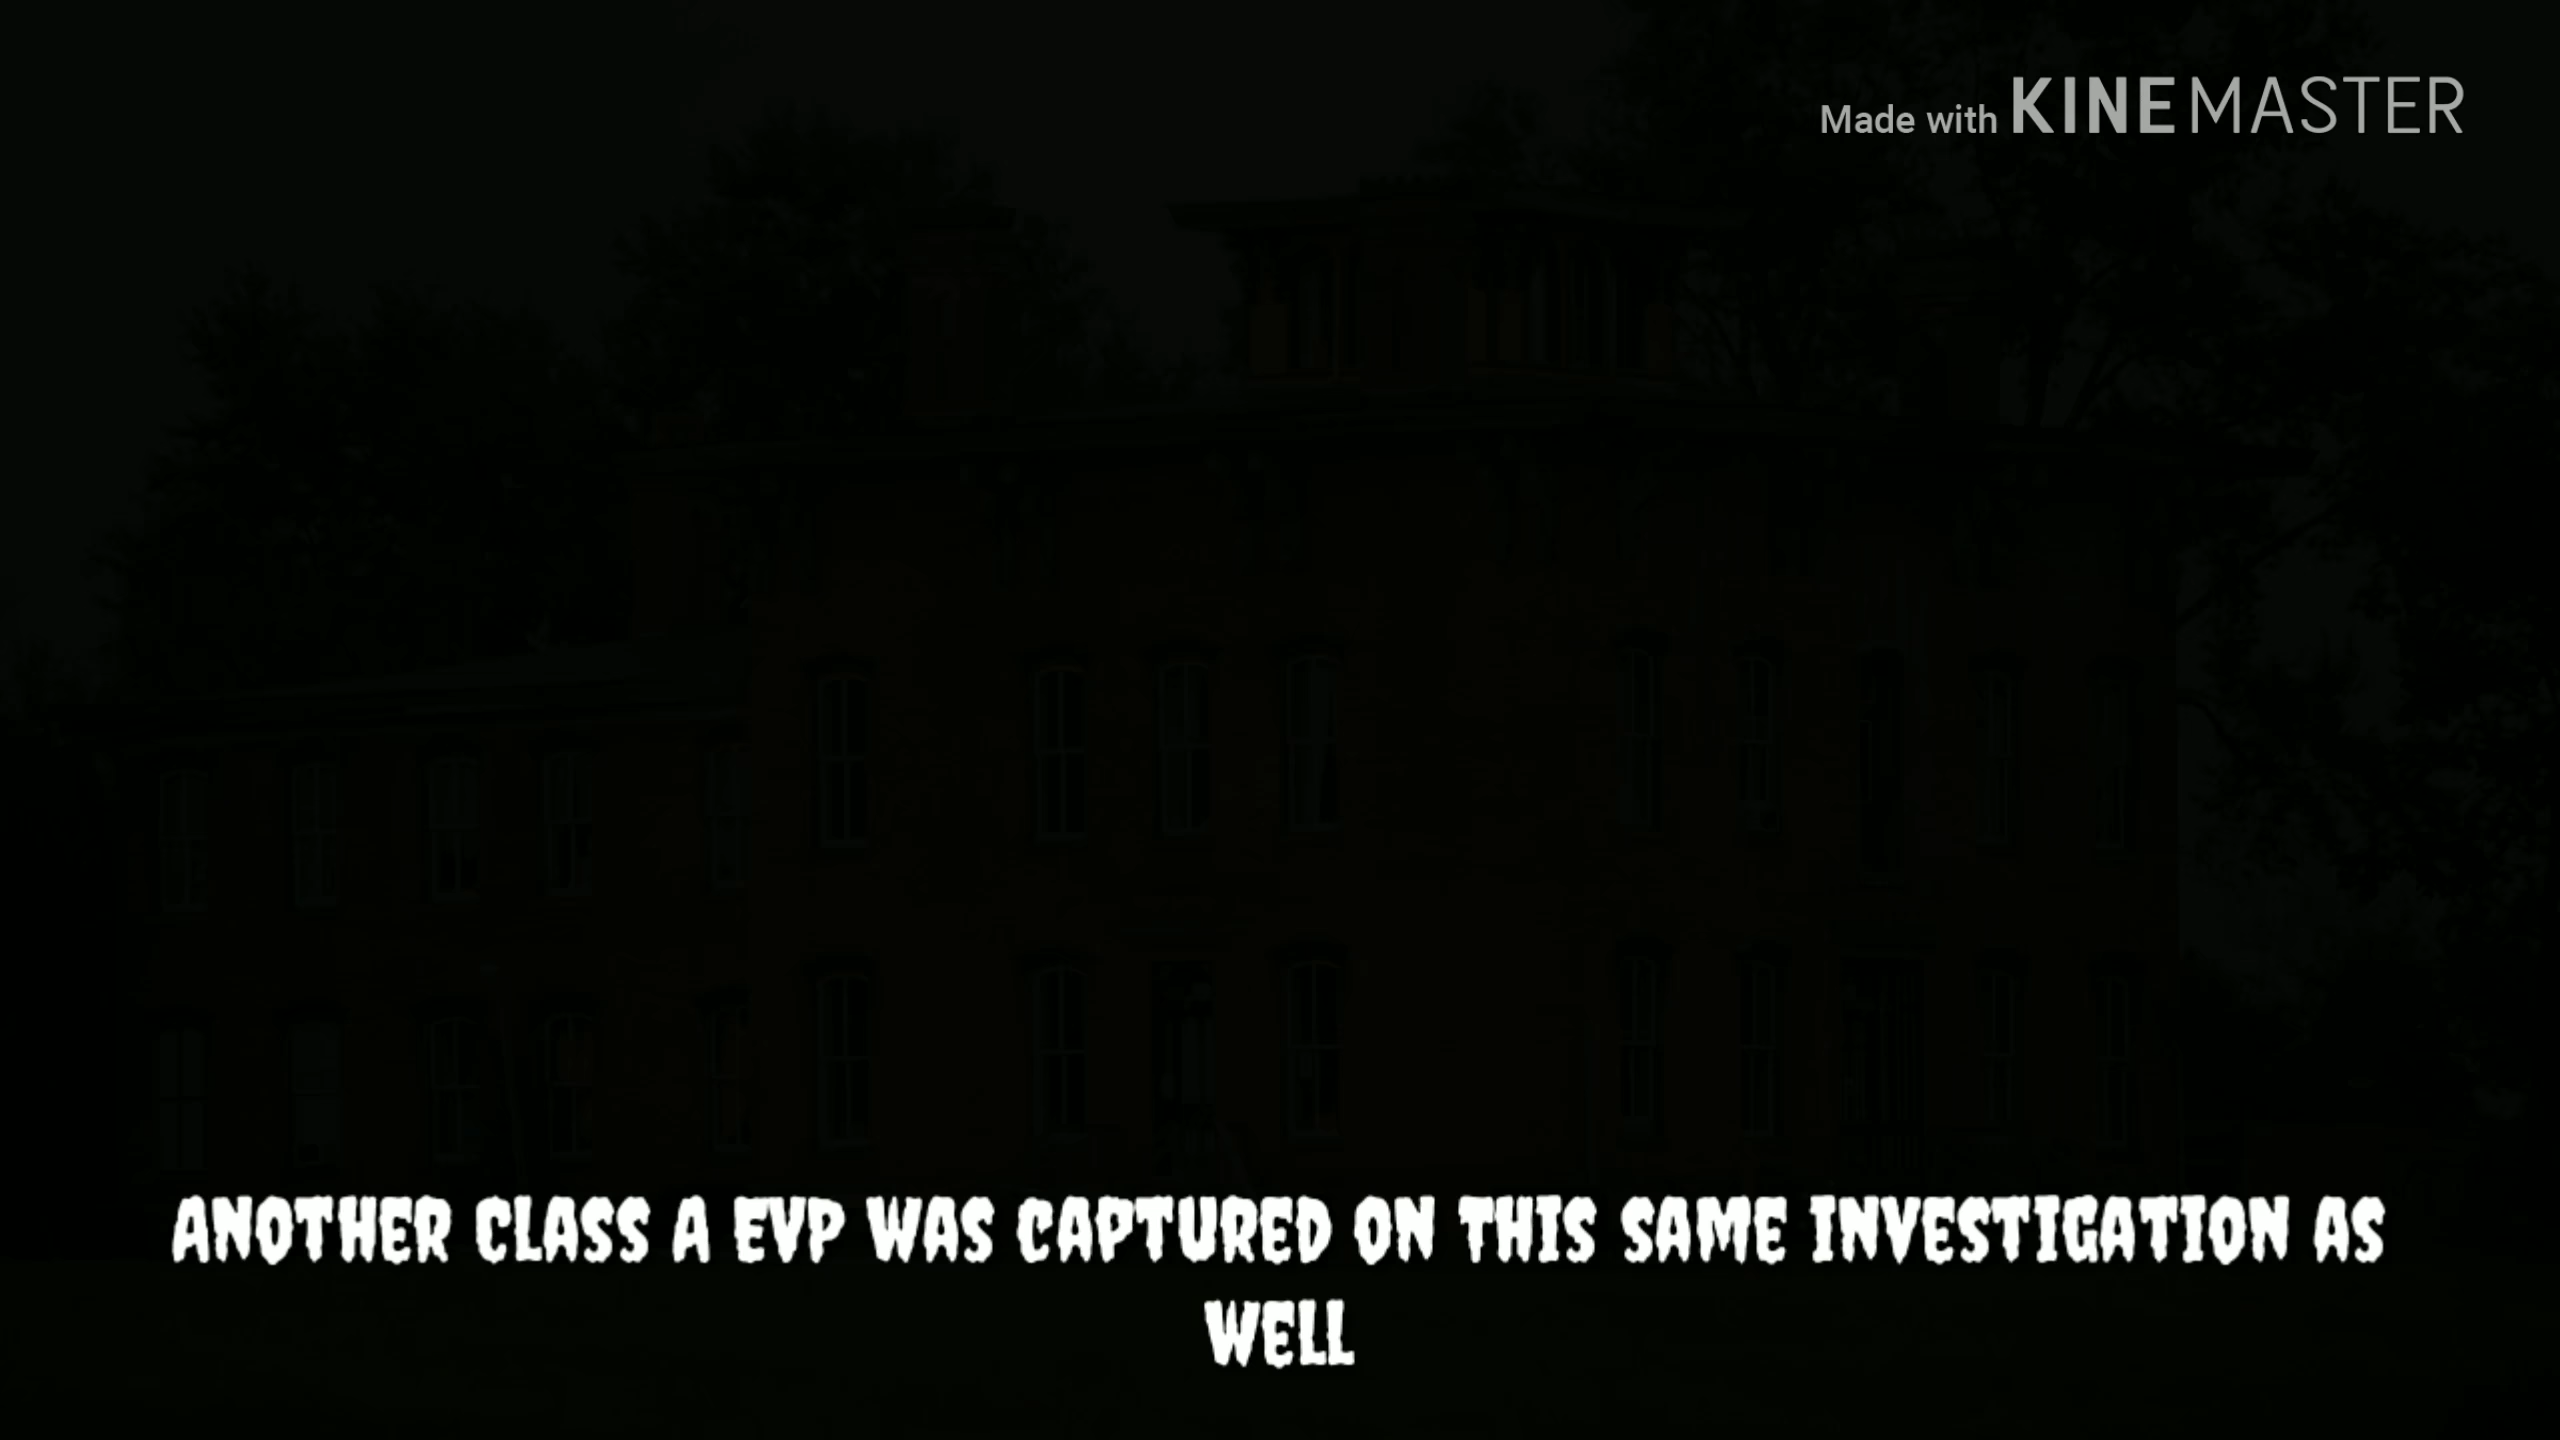 Made with KINEMASTER
ANOTHER CLASS A EVP WAS CAPTURED ON THIS SAME INVESTIGATION AS
WELL